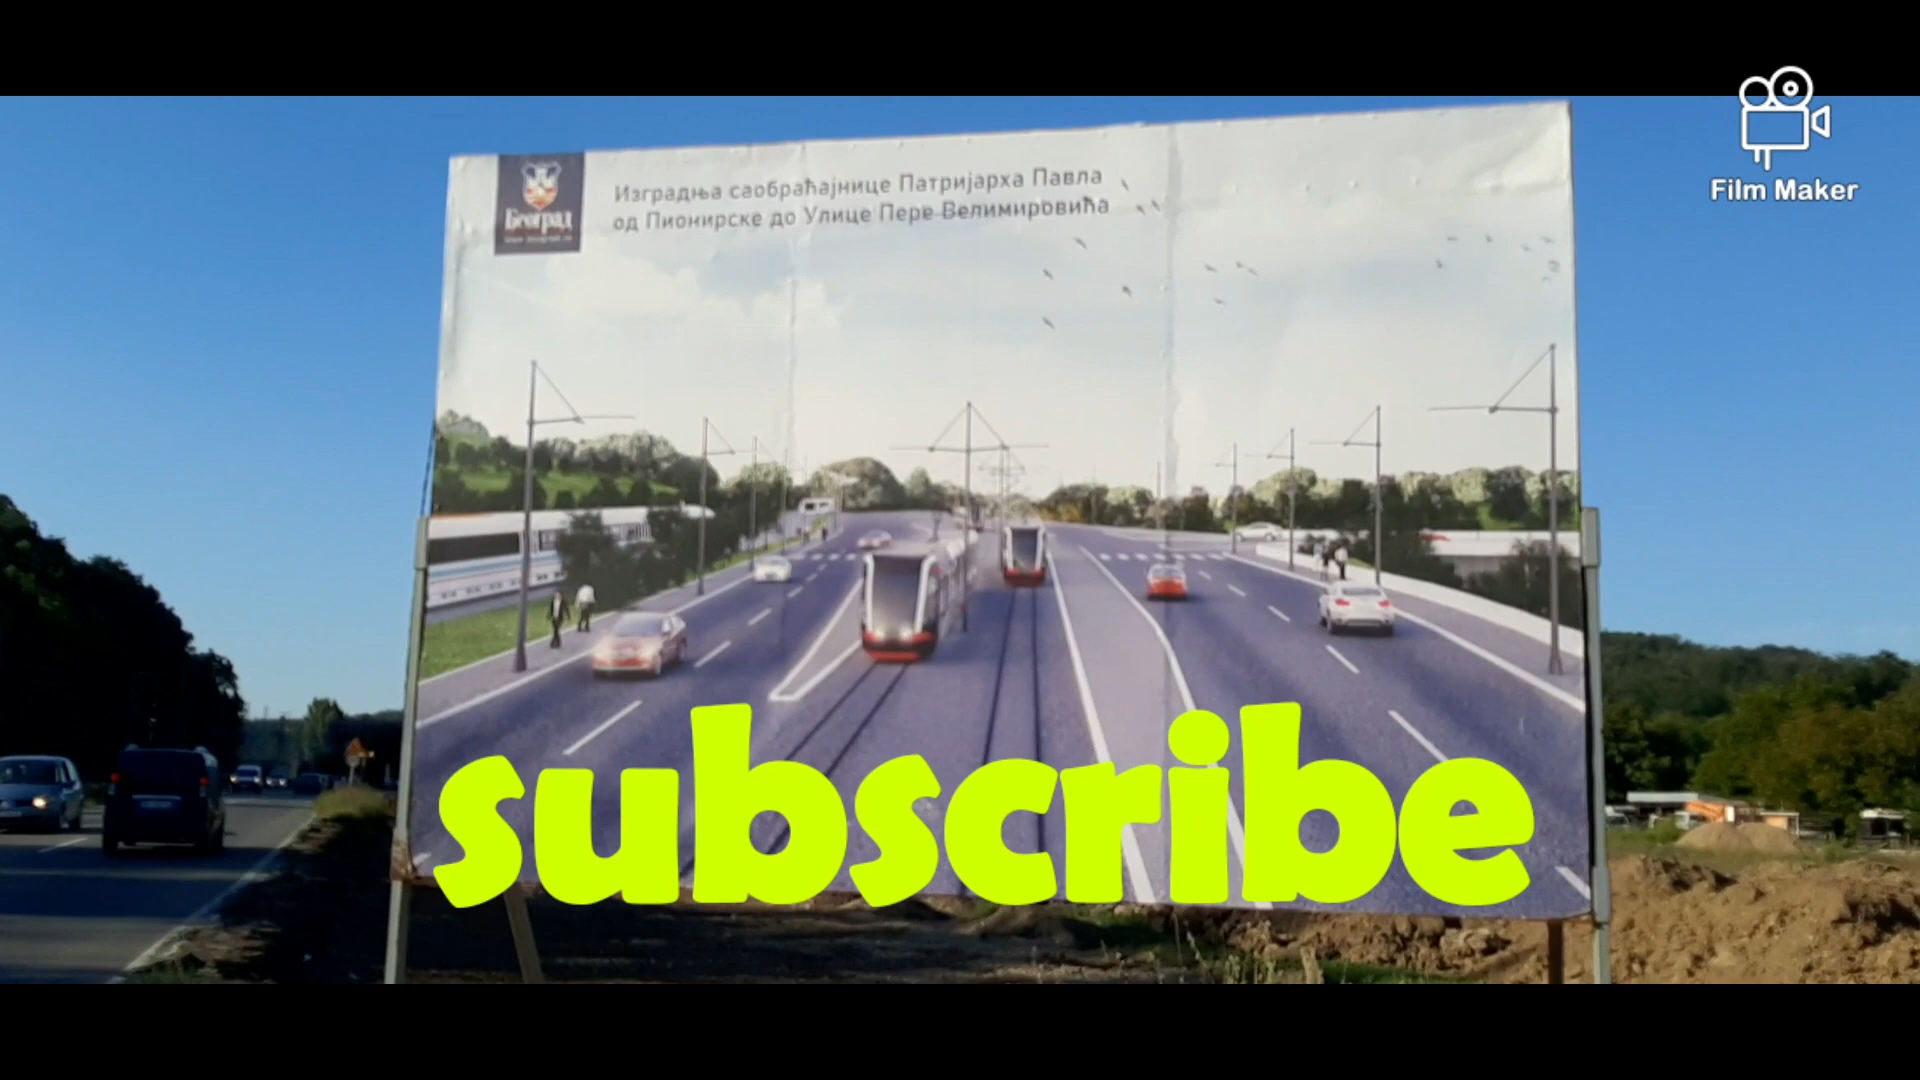 Film Maker
Београд
Изградња саобраћајнице Патријарха Павла
од Пионирске до Улице Пере Велимировића
subscribe